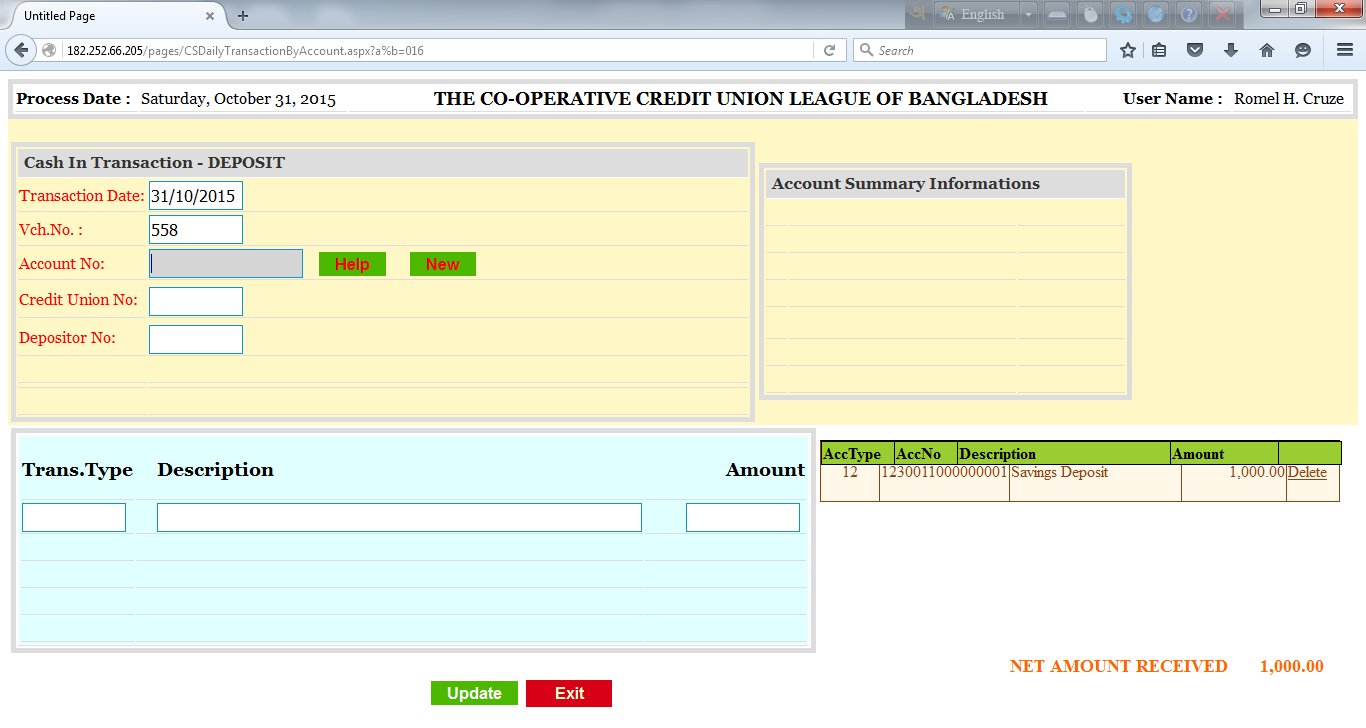 Untitled Page
English
182.252.66.205/pages/CSDailyTransactionByAccount.aspx?a%b=016
Search
Process Date : Saturday, October 31, 2015 THE CO-OPERATIVE CREDIT UNION LEAGUE OF BANGLADESH User Name : Romel H. Cruze
Cash In Transaction - DEPOSIT
Transaction Date: 31/10/2015
Vch.No. : 558
Account No: Help New
Credit Union No:
Depositor No:
Account Summary Informations
Trans.Type Description Amount
AccType AccNo Description Amount
12 1230011000000001 Savings Deposit 1,000.00 Delete
NET AMOUNT RECEIVED 1,000.00
Update Exit